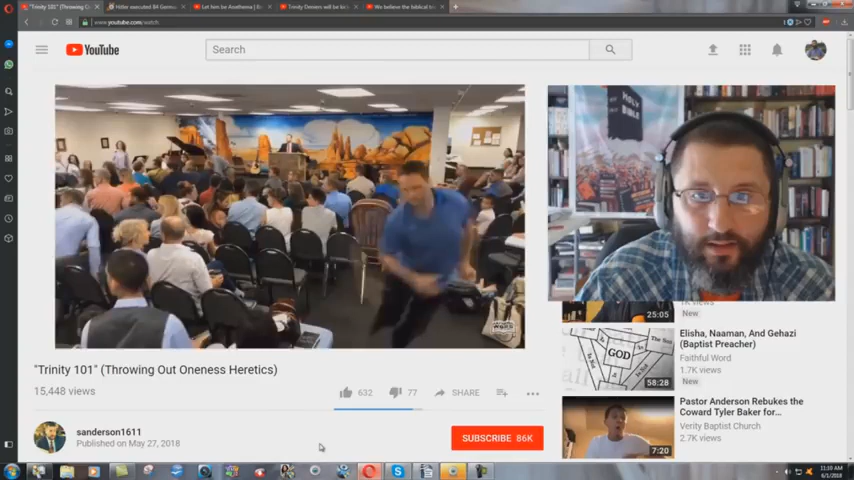 "Trinity 101" (Throwing O
Hitler executed 84 Germa
Let him be Anathema | E
Trinity Deniers will be
We believe the biblical
www.youtube.com/watch
YouTube
Search
HOLY
BIBLE
"Trinity 101" (Throwing Out Oneness Heretics)
15,448 views
632
77
SHARE
sanderson1611
Published on May 27, 2018
SUBSCRIBE 86K
1K views
New
25:05
Elisha, Naaman, And Gehazi
(Baptist Preacher)
Faithful Word
1.7K views
New
GOD
58:28
Pastor Anderson Rebukes the
Coward Tyler Baker for...
Verity Baptist Church
2.7K views
7:20
11:10 AM
6/1/2018